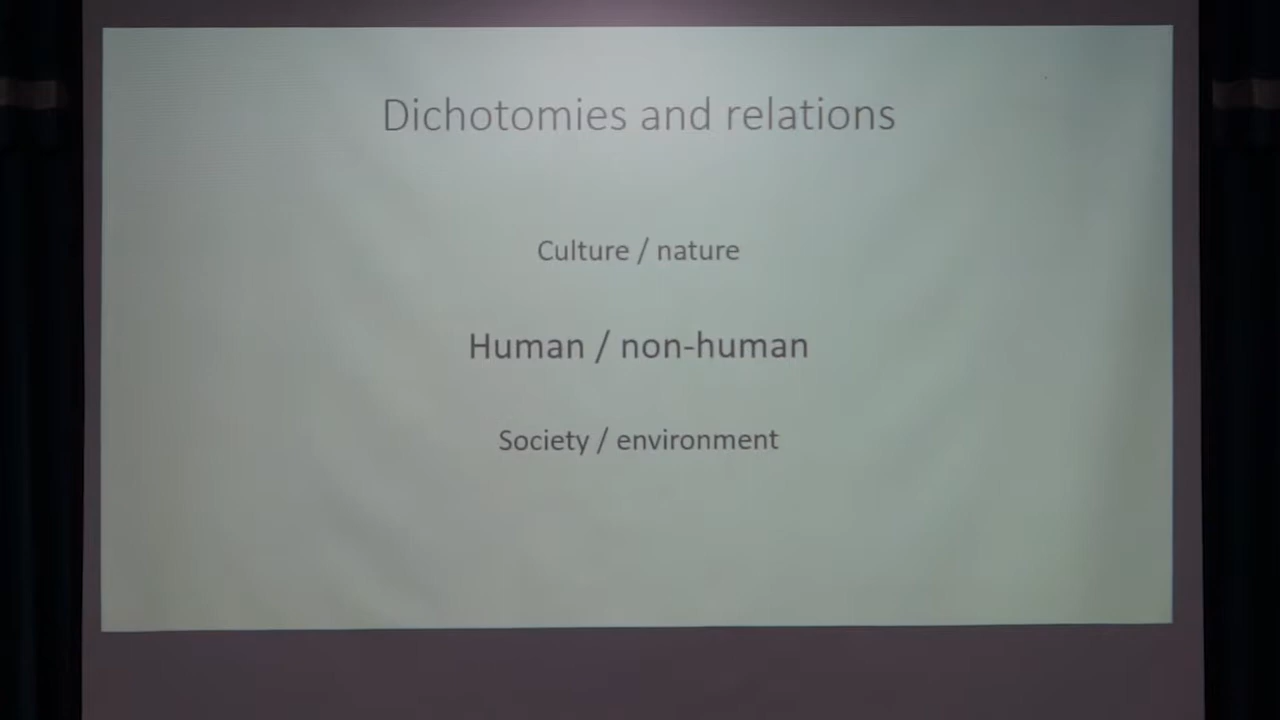 Dichotomies and relations
Culture / nature
Human / non-human
Society / environment